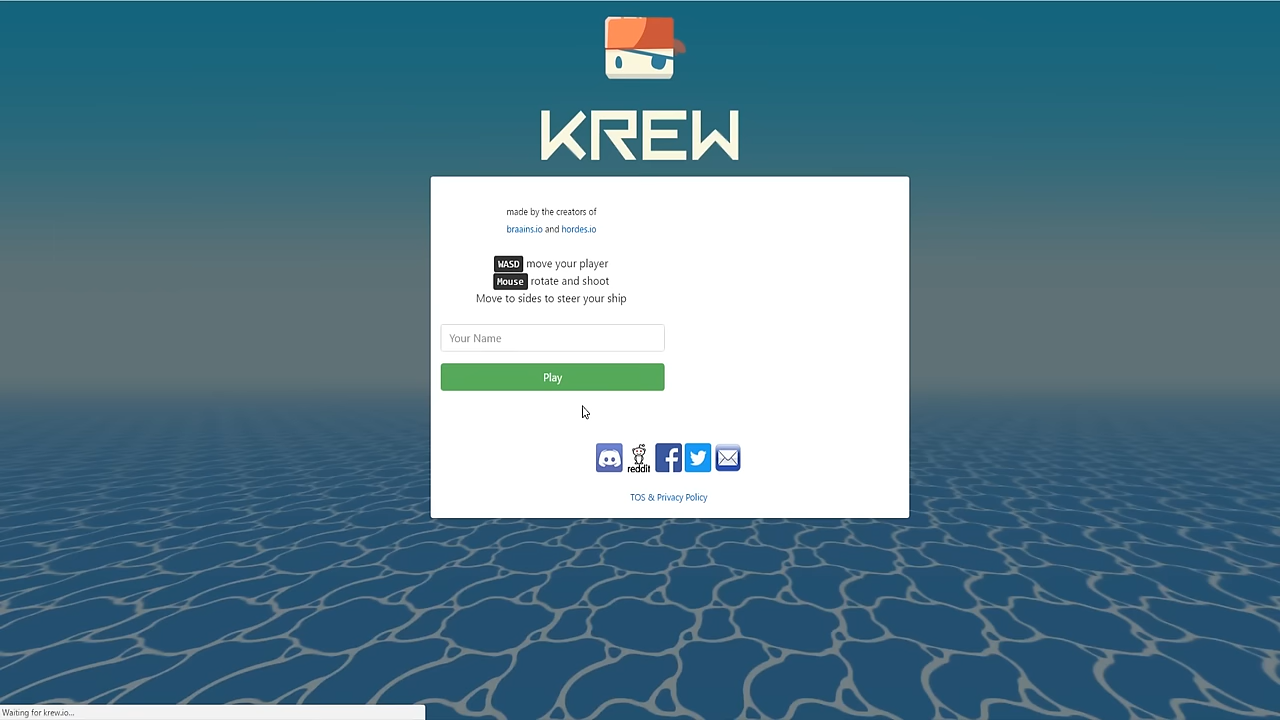 KREW
made by the creators of
braains.io and hordes.io
WASD move your player
Mouse rotate and shoot
Move to sides to steer your ship
Your Name
Play
reddit
TOS & Privacy Policy
Waiting for krew.io...